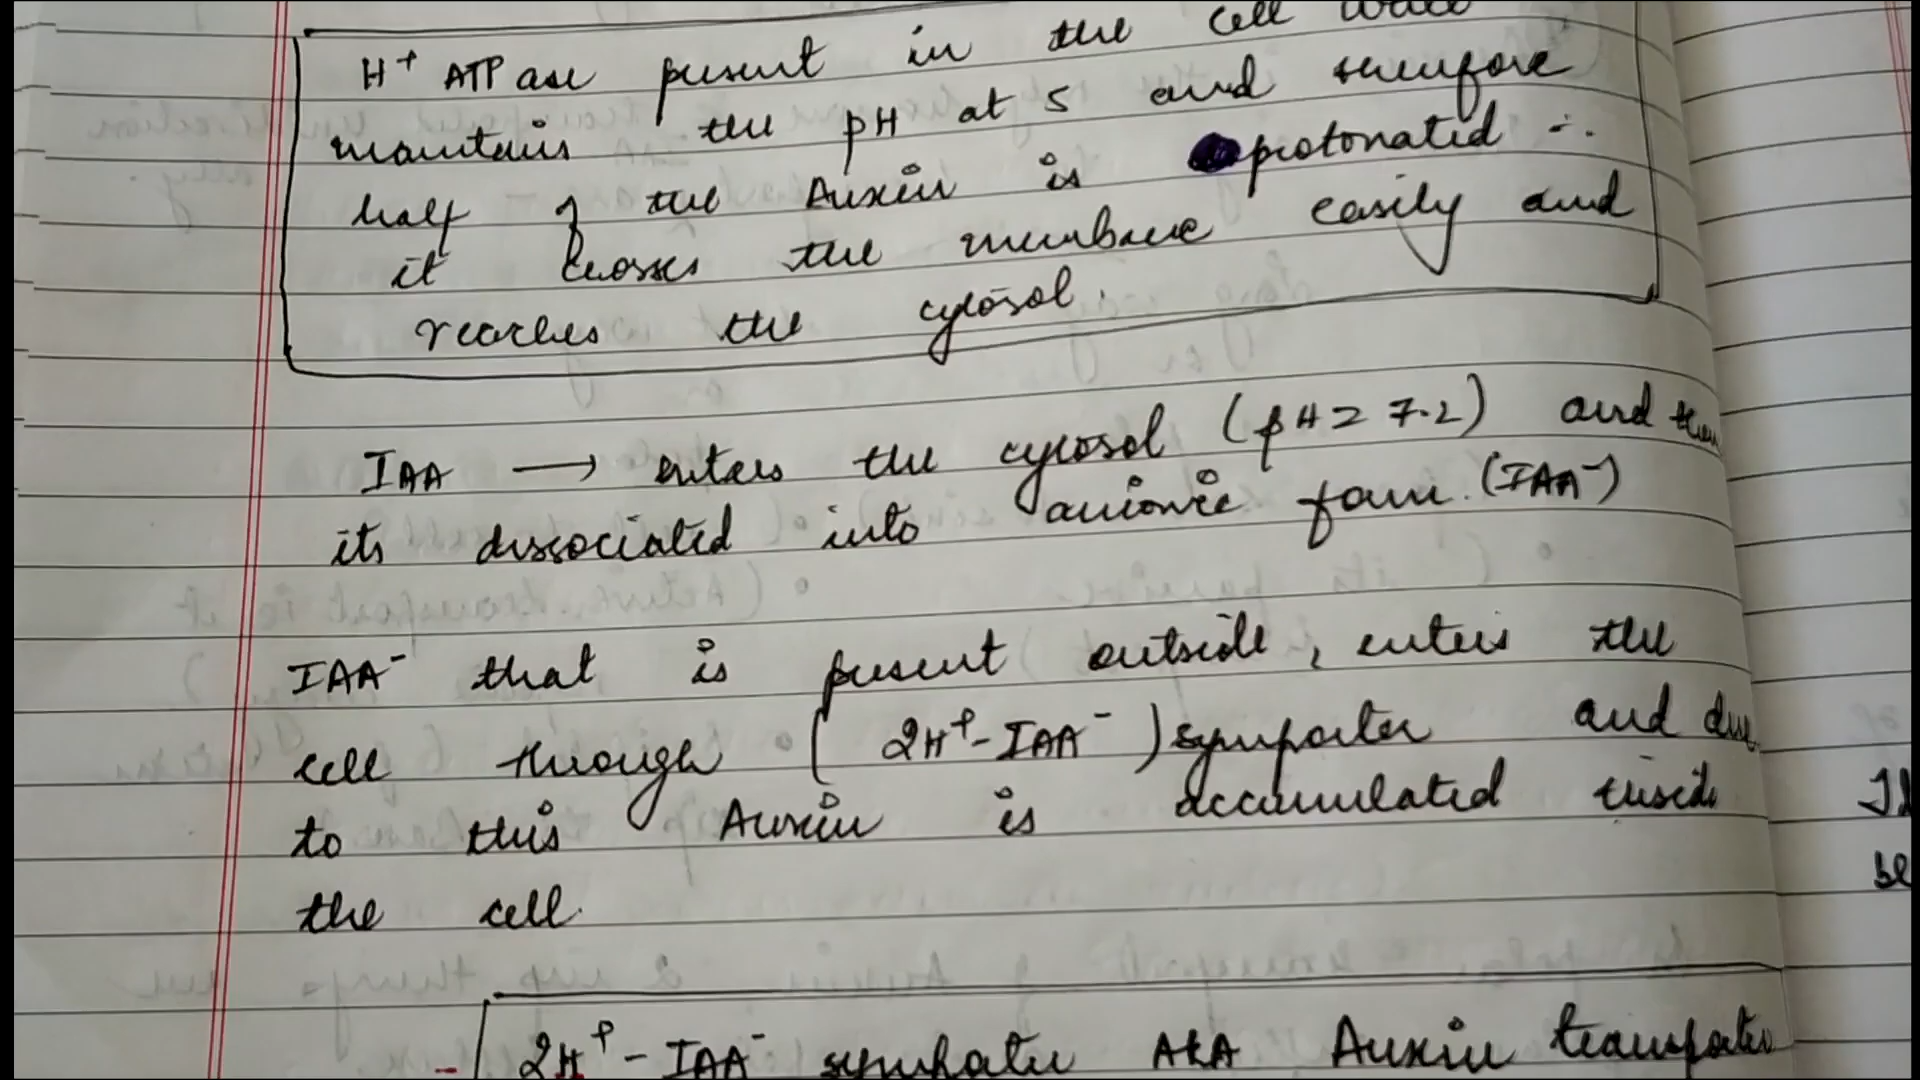 H⁺ ATPase present in the cell wall
maintains the pH at 5 and therefore
half of the Auxin is protonated ∴
it crosses the membrane easily and
reaches the cytosol.
IAA → enters the cytosol (pH = 7.2) and then
its dissociated into anionic form. (IAA⁻)
IAA⁻ that is present outside, enters the
cell through (2H⁺-IAA⁻) symporter and due
to this Auxin is accumulated inside
the cell.
- 2H⁺-IAA⁻ symporter AKA Auxin transporter